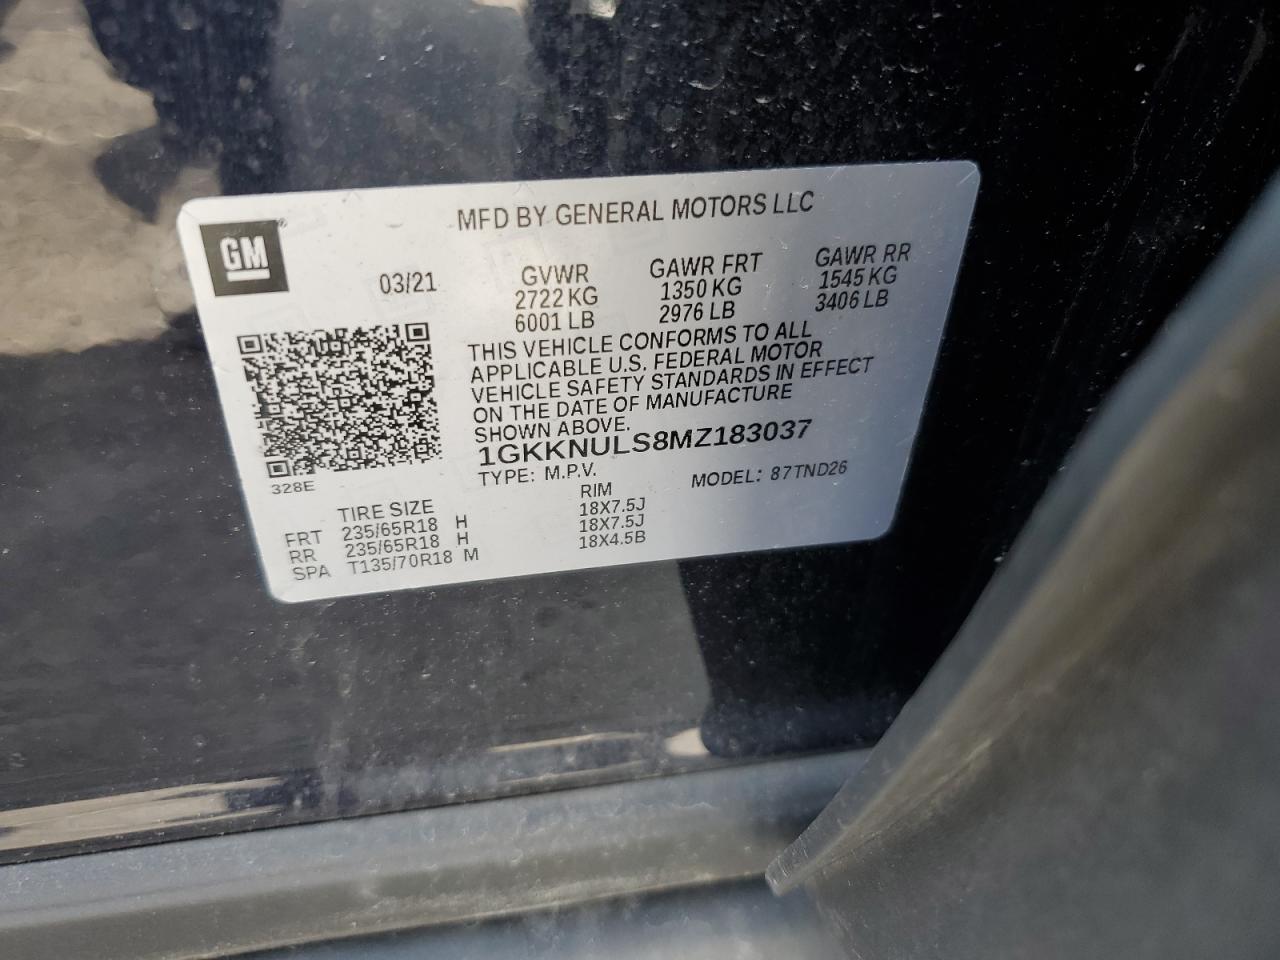 MFD BY GENERAL MOTORS LLC
GM
03/21
GVWR GAWR FRT GAWR RR
2722 KG 1350 KG 1545 KG
6001 LB 2976 LB 3406 LB
THIS VEHICLE CONFORMS TO ALL
APPLICABLE U.S. FEDERAL MOTOR
VEHICLE SAFETY STANDARDS IN EFFECT
ON THE DATE OF MANUFACTURE
SHOWN ABOVE.
1GKKNULS8MZ183037
TYPE: M.P.V. MODEL: 87TND26
328E
TIRE SIZE RIM
FRT 235/65R18 H 18X7.5J
RR 235/65R18 H 18X7.5J
SPA T135/70R18 M 18X4.5B